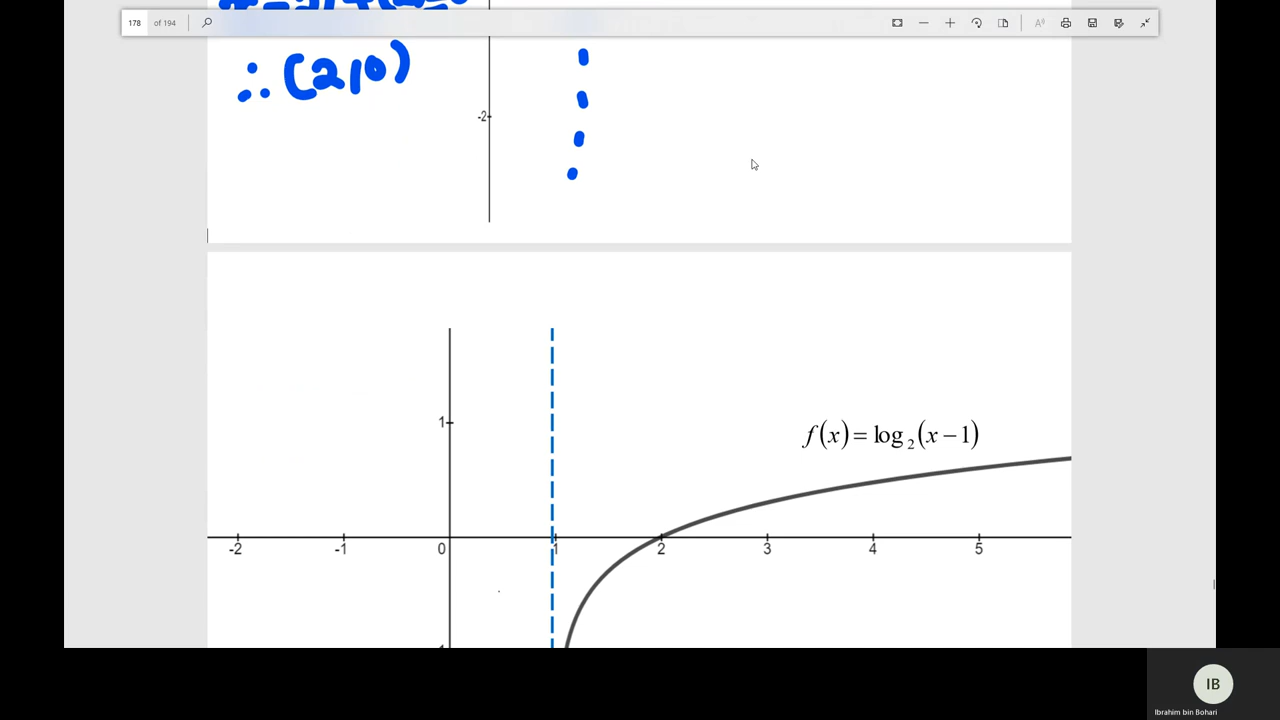 178 of 194
∴ (2,0)
-2
1
f(x) = log₂(x − 1)
-2 -1 0 1 2 3 4 5
IB
Ibrahim bin Bohari